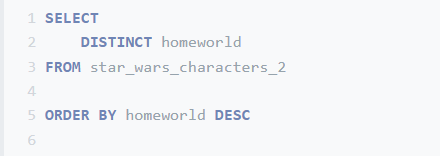 1 SELECT
2 DISTINCT homeworld
3 FROM star_wars_characters_2
4
5 ORDER BY homeworld DESC
6